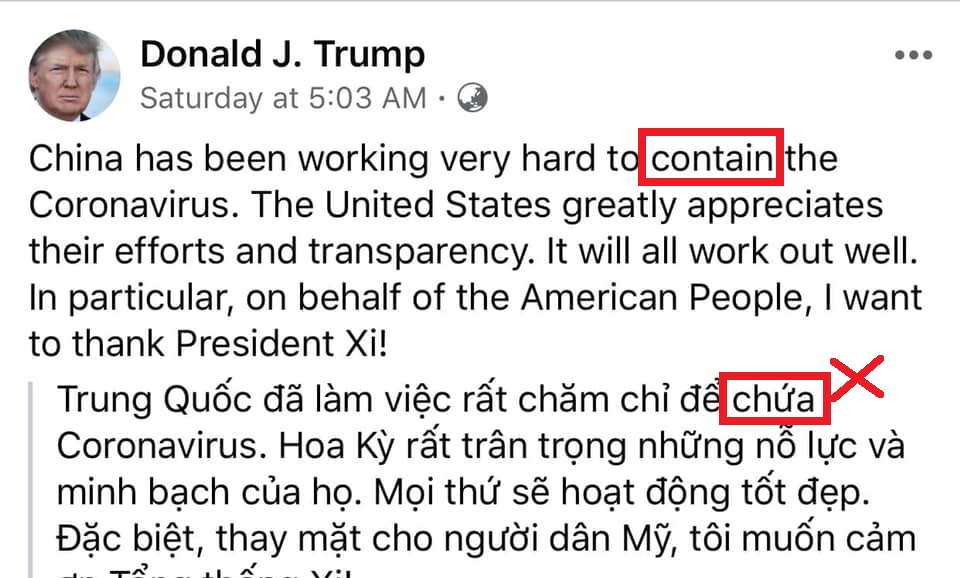 Donald J. Trump
Saturday at 5:03 AM ·
China has been working very hard to contain the
Coronavirus. The United States greatly appreciates
their efforts and transparency. It will all work out well.
In particular, on behalf of the American People, I want
to thank President Xi!
Trung Quốc đã làm việc rất chăm chỉ để chứa
Coronavirus. Hoa Kỳ rất trân trọng những nỗ lực và
minh bạch của họ. Mọi thứ sẽ hoạt động tốt đẹp.
Đặc biệt, thay mặt cho người dân Mỹ, tôi muốn cảm
ơn Tổng thống Xi!